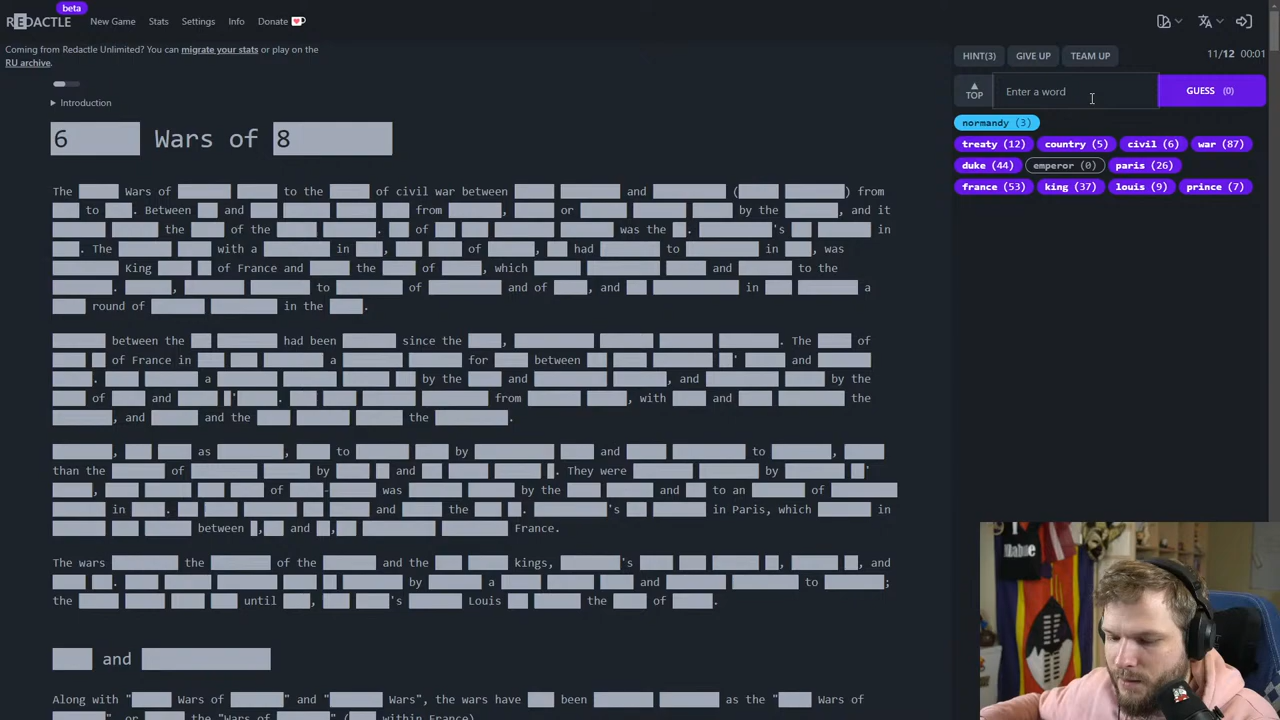 beta
REDACTLE New Game Stats Settings Info Donate
Coming from Redactle Unlimited? You can migrate your stats or play on the
RU archive.
Introduction
6 Wars of 8
The Wars of to the of civil war between and ( ) from
to . Between and from , or by the , and it
the of the . of was the . 's in
. The with a in , of , had to in , was
King of France and the of , which and to the
. , to of and of , and in a
round of in the .
between the had been since the , . The of
of France in a for between ' and
. a by the and , and by the
of and '. from , with and the
, and and the the .
, as , to by and to , 
than the of by and . They were by '
, of - was by the and to an of
in . and the . 's in Paris, which in
between , and , France.
The wars the of the and the kings, 's , , and
. by a and to ;
the until , 's Louis the of .
and
Along with " Wars of " and " Wars", the wars have been as the " Wars of
HINT(3) GIVE UP TEAM UP 11/12 00:01
▲ TOP Enter a word GUESS (0)
normandy (3)
treaty (12) country (5) civil (6) war (87)
duke (44) emperor (0) paris (26)
france (53) king (37) louis (9) prince (7)